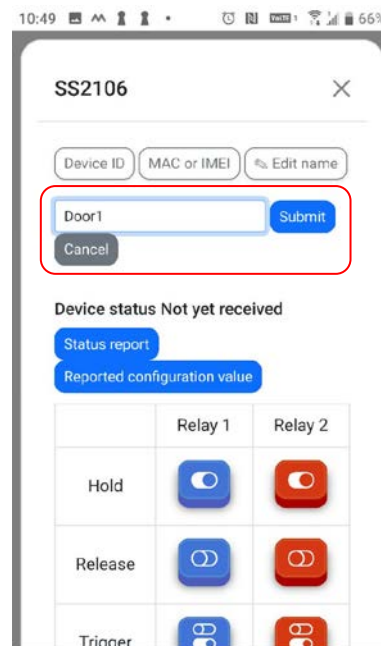 10:49 66%
SS2106
Device ID MAC or IMEI ✎ Edit name
Door1 Submit
Cancel
Device status Not yet received
Status report
Reported configuration value
Relay 1 Relay 2
Hold
Release
Trigger